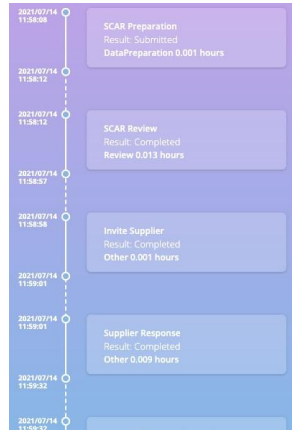 2021/07/14
11:58:08
SCAR Preparation
Result: Submitted
DataPreparation 0.001 hours
2021/07/14
11:58:12
2021/07/14
11:58:12
SCAR Review
Result: Completed
Review 0.013 hours
2021/07/14
11:58:57
2021/07/14
11:58:58
Invite Supplier
Result: Completed
Other 0.001 hours
2021/07/14
11:59:01
2021/07/14
11:59:01
Supplier Response
Result: Completed
Other 0.009 hours
2021/07/14
11:59:32
2021/07/14
11:59:32